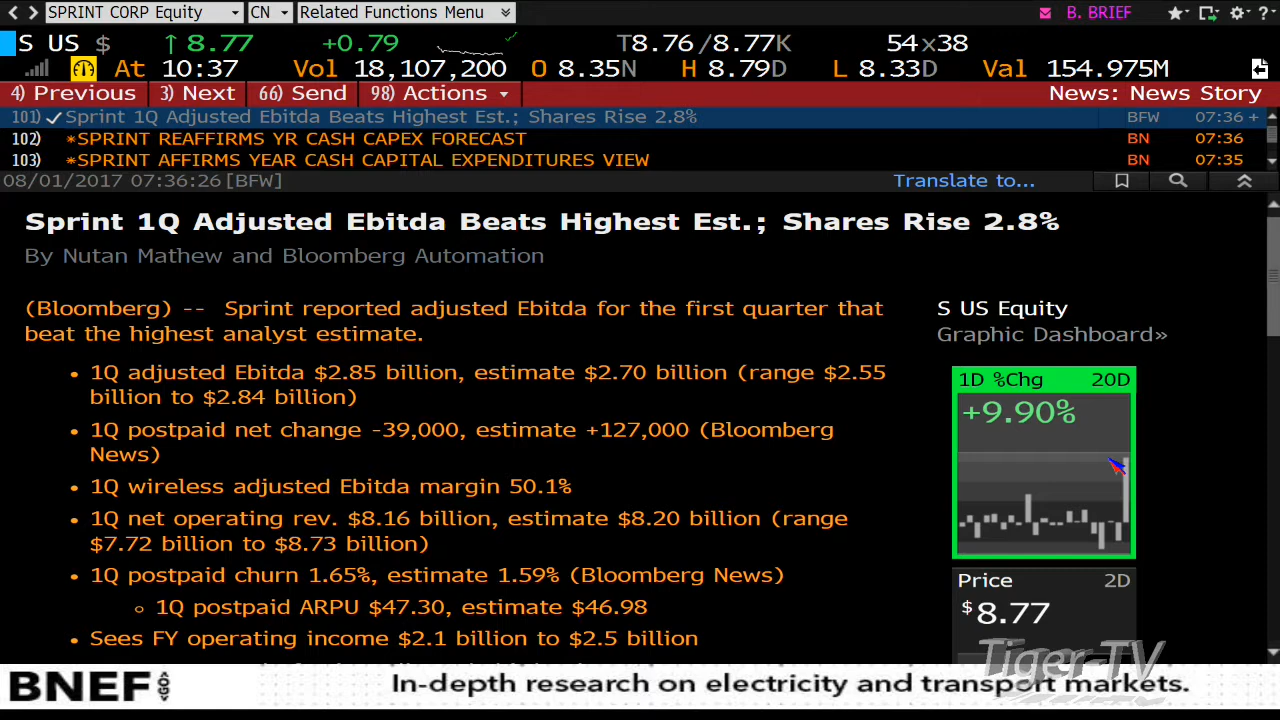 SPRINT CORP Equity CN Related Functions Menu B. BRIEF
S US $ ↑ 8.77 +0.79 T8.76/8.77K 54x38
At 10:37 Vol 18,107,200 O 8.35N H 8.79D L 8.33D Val 154.975M
4) Previous 3) Next 66) Send 98) Actions News: News Story
101) Sprint 1Q Adjusted Ebitda Beats Highest Est.; Shares Rise 2.8% BFW 07:36 +
102) *SPRINT REAFFIRMS YR CASH CAPEX FORECAST BN 07:36
103) *SPRINT AFFIRMS YEAR CASH CAPITAL EXPENDITURES VIEW BN 07:35
08/01/2017 07:36:26 [BFW] Translate to...
Sprint 1Q Adjusted Ebitda Beats Highest Est.; Shares Rise 2.8%
By Nutan Mathew and Bloomberg Automation
(Bloomberg) -- Sprint reported adjusted Ebitda for the first quarter that
beat the highest analyst estimate.
• 1Q adjusted Ebitda $2.85 billion, estimate $2.70 billion (range $2.55
billion to $2.84 billion)
• 1Q postpaid net change -39,000, estimate +127,000 (Bloomberg
News)
• 1Q wireless adjusted Ebitda margin 50.1%
• 1Q net operating rev. $8.16 billion, estimate $8.20 billion (range
$7.72 billion to $8.73 billion)
• 1Q postpaid churn 1.65%, estimate 1.59% (Bloomberg News)
◦ 1Q postpaid ARPU $47.30, estimate $46.98
• Sees FY operating income $2.1 billion to $2.5 billion
S US Equity
Graphic Dashboard»
1D %Chg 20D
+9.90%
Price 2D
$8.77
Tiger-TV
BNEF <GO> In-depth research on electricity and transport markets.